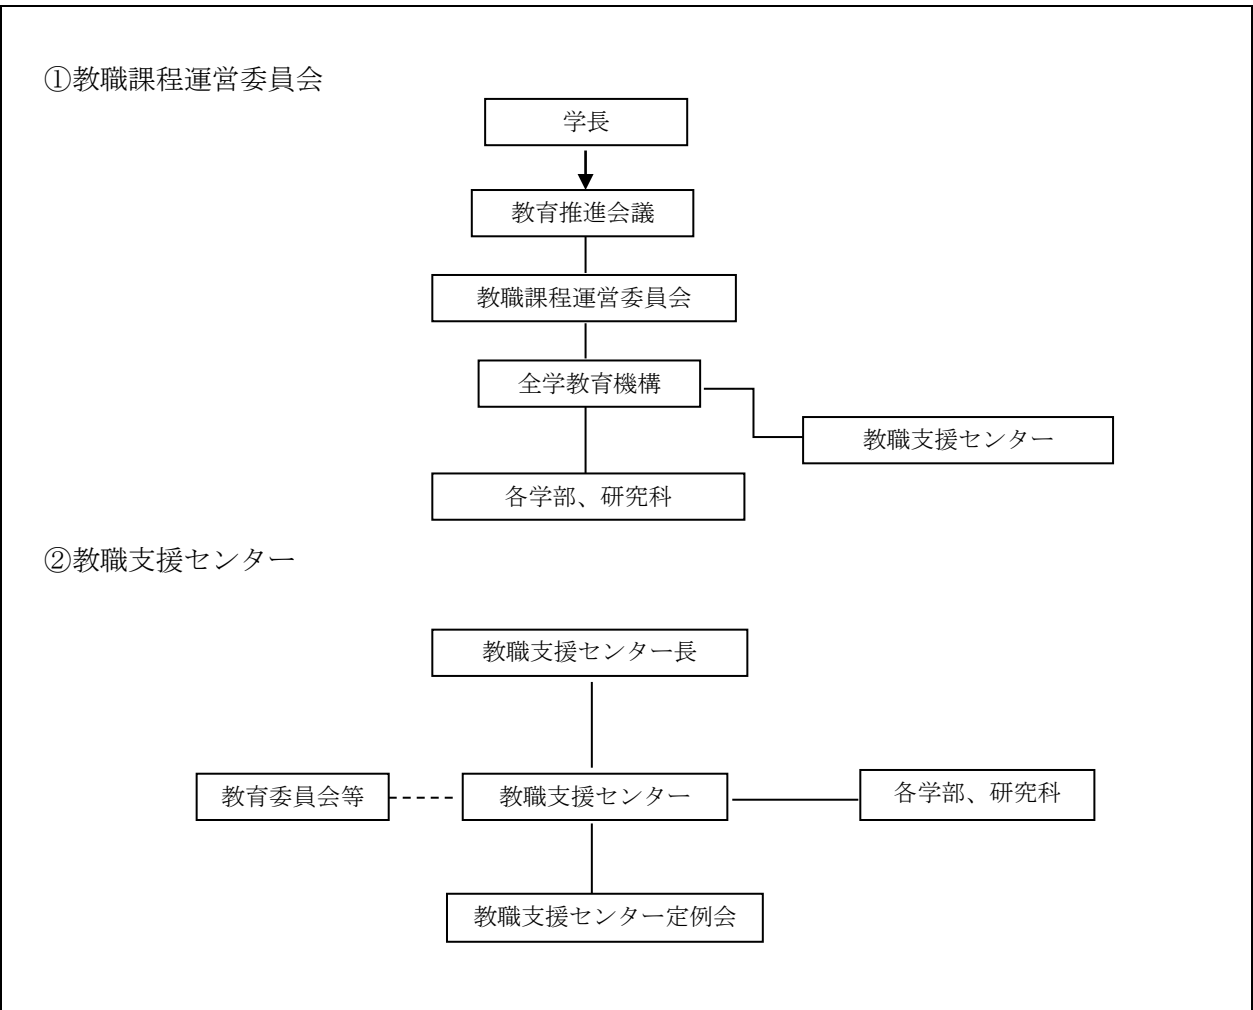 ①教職課程運営委員会
学長
教育推進会議
教職課程運営委員会
全学教育機構
教職支援センター
各学部、研究科
②教職支援センター
教職支援センター長
教育委員会等
教職支援センター
各学部、研究科
教職支援センター定例会